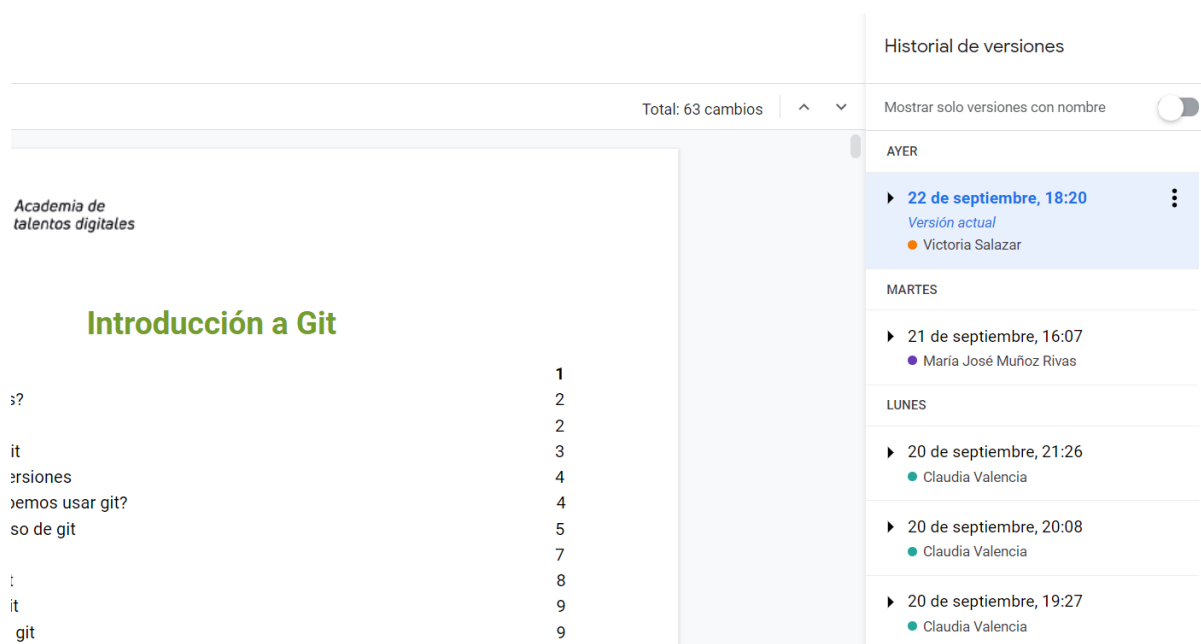 Historial de versiones
Total: 63 cambios
Mostrar solo versiones con nombre
AYER
22 de septiembre, 18:20
Versión actual
Victoria Salazar
MARTES
21 de septiembre, 16:07
María José Muñoz Rivas
LUNES
20 de septiembre, 21:26
Claudia Valencia
20 de septiembre, 20:08
Claudia Valencia
20 de septiembre, 19:27
Claudia Valencia
Academia de
talentos digitales
Introducción a Git
1
s? 2
2
it 3
ersiones 4
bemos usar git? 4
so de git 5
7
t 8
it 9
git 9